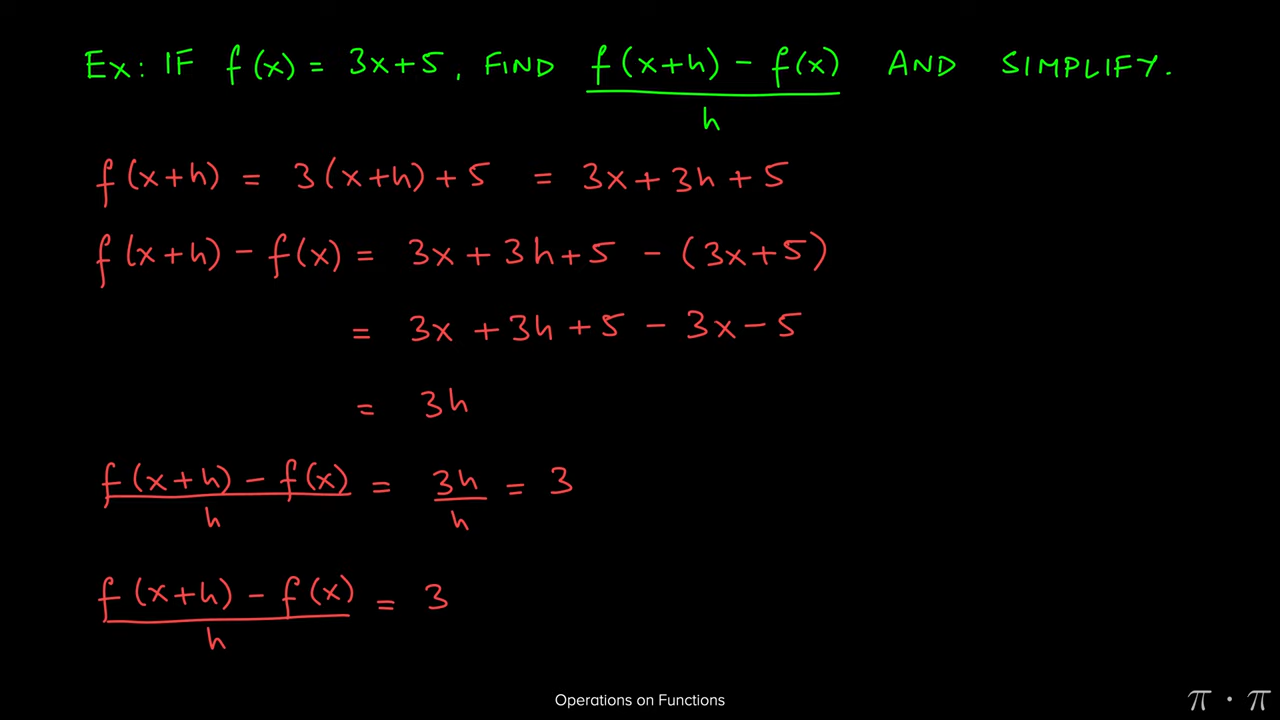 Ex: IF f(x) = 3x+5, FIND (f(x+h) - f(x))/h AND SIMPLIFY.
f(x+h) = 3(x+h)+5 = 3x+3h+5
f(x+h) - f(x) = 3x+3h+5 - (3x+5)
= 3x+3h+5 - 3x - 5
= 3h
(f(x+h) - f(x))/h = 3h/h = 3
(f(x+h) - f(x))/h = 3
Operations on Functions
π · π